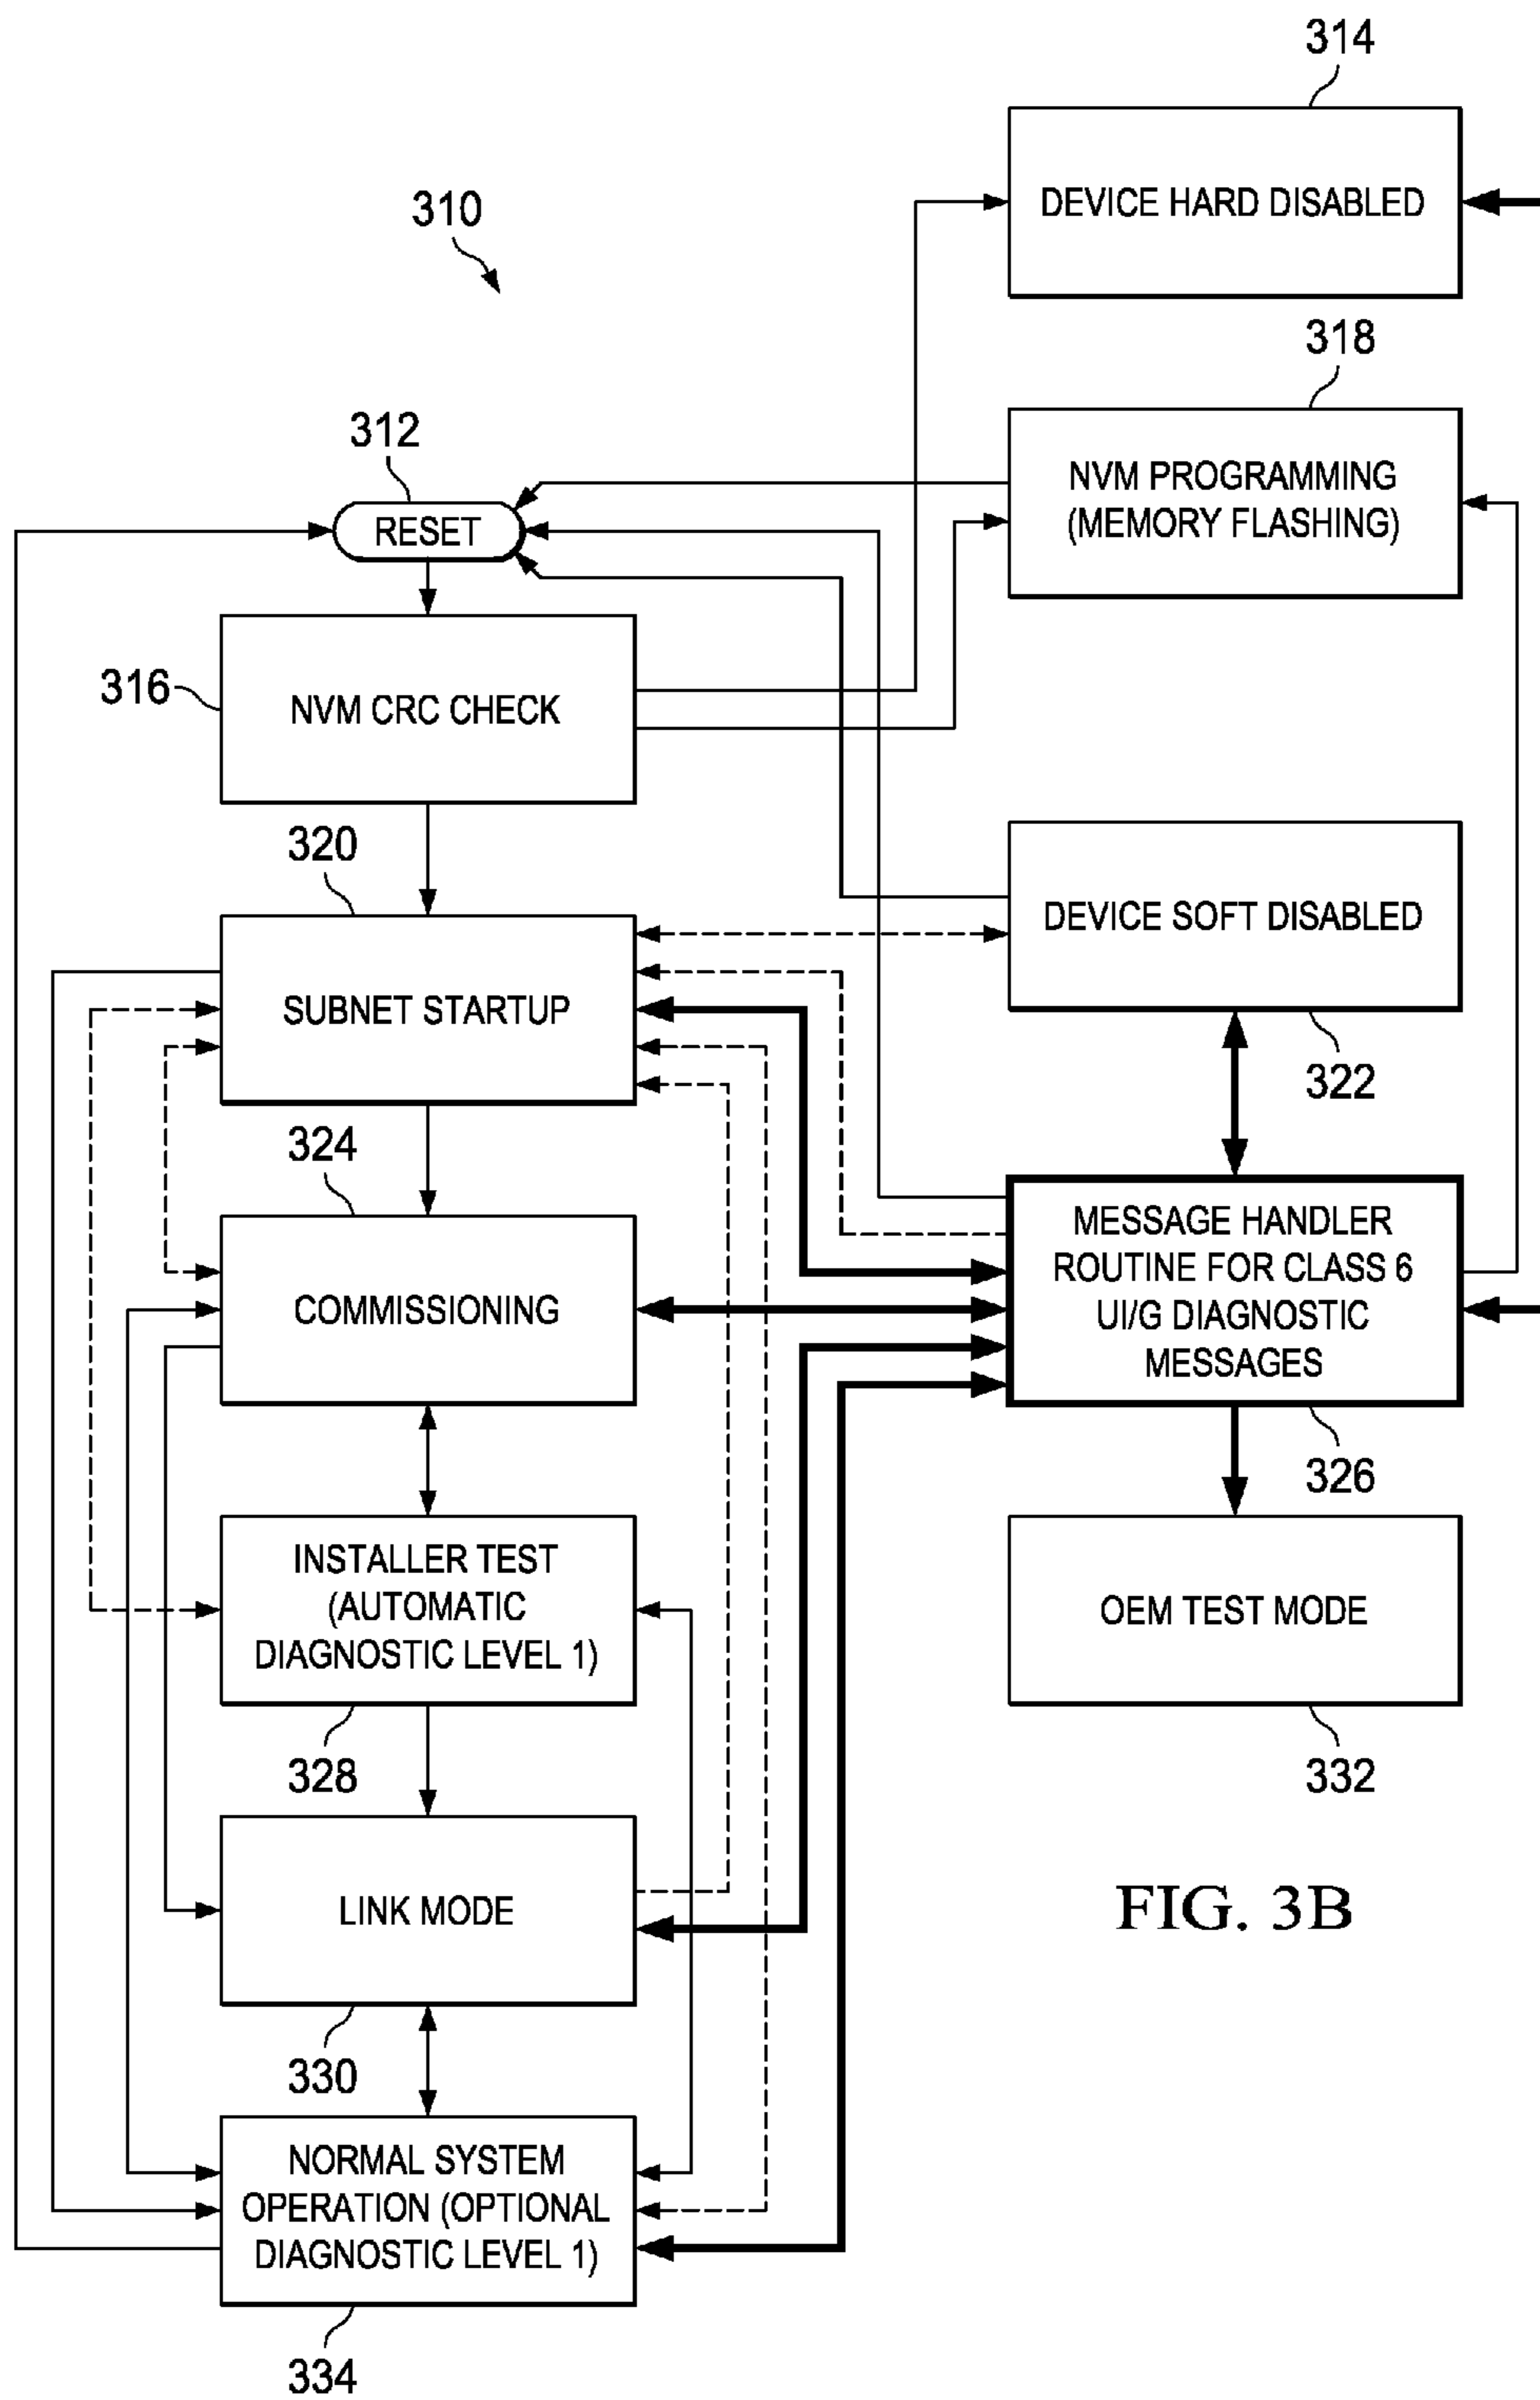 314
310
DEVICE HARD DISABLED
318
312
NVM PROGRAMMING
(MEMORY FLASHING)
RESET
316
NVM CRC CHECK
320
DEVICE SOFT DISABLED
SUBNET STARTUP
322
324
MESSAGE HANDLER
ROUTINE FOR CLASS 6
UI/G DIAGNOSTIC
MESSAGES
COMMISSIONING
326
INSTALLER TEST
(AUTOMATIC
DIAGNOSTIC LEVEL 1)
OEM TEST MODE
328
332
LINK MODE
FIG. 3B
330
NORMAL SYSTEM
OPERATION (OPTIONAL
DIAGNOSTIC LEVEL 1)
334